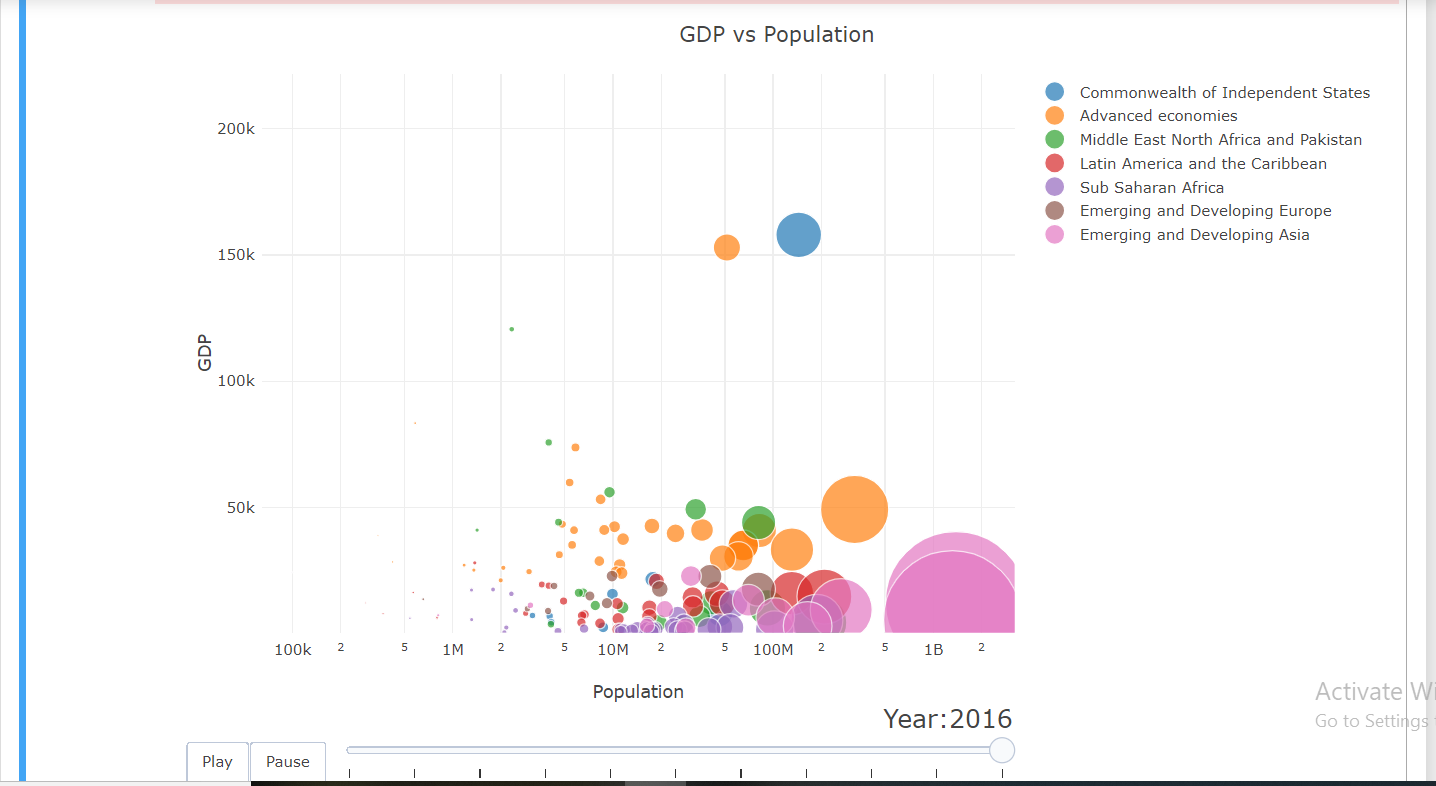 GDP vs Population
Commonwealth of Independent States
Advanced economies
Middle East North Africa and Pakistan
Latin America and the Caribbean
Sub Saharan Africa
Emerging and Developing Europe
Emerging and Developing Asia
200k
150k
100k
50k
GDP
100k 2 5 1M 2 5 10M 2 5 100M 2 5 1B 2
Population
Year:2016
Play Pause
Activate Wi
Go to Settings